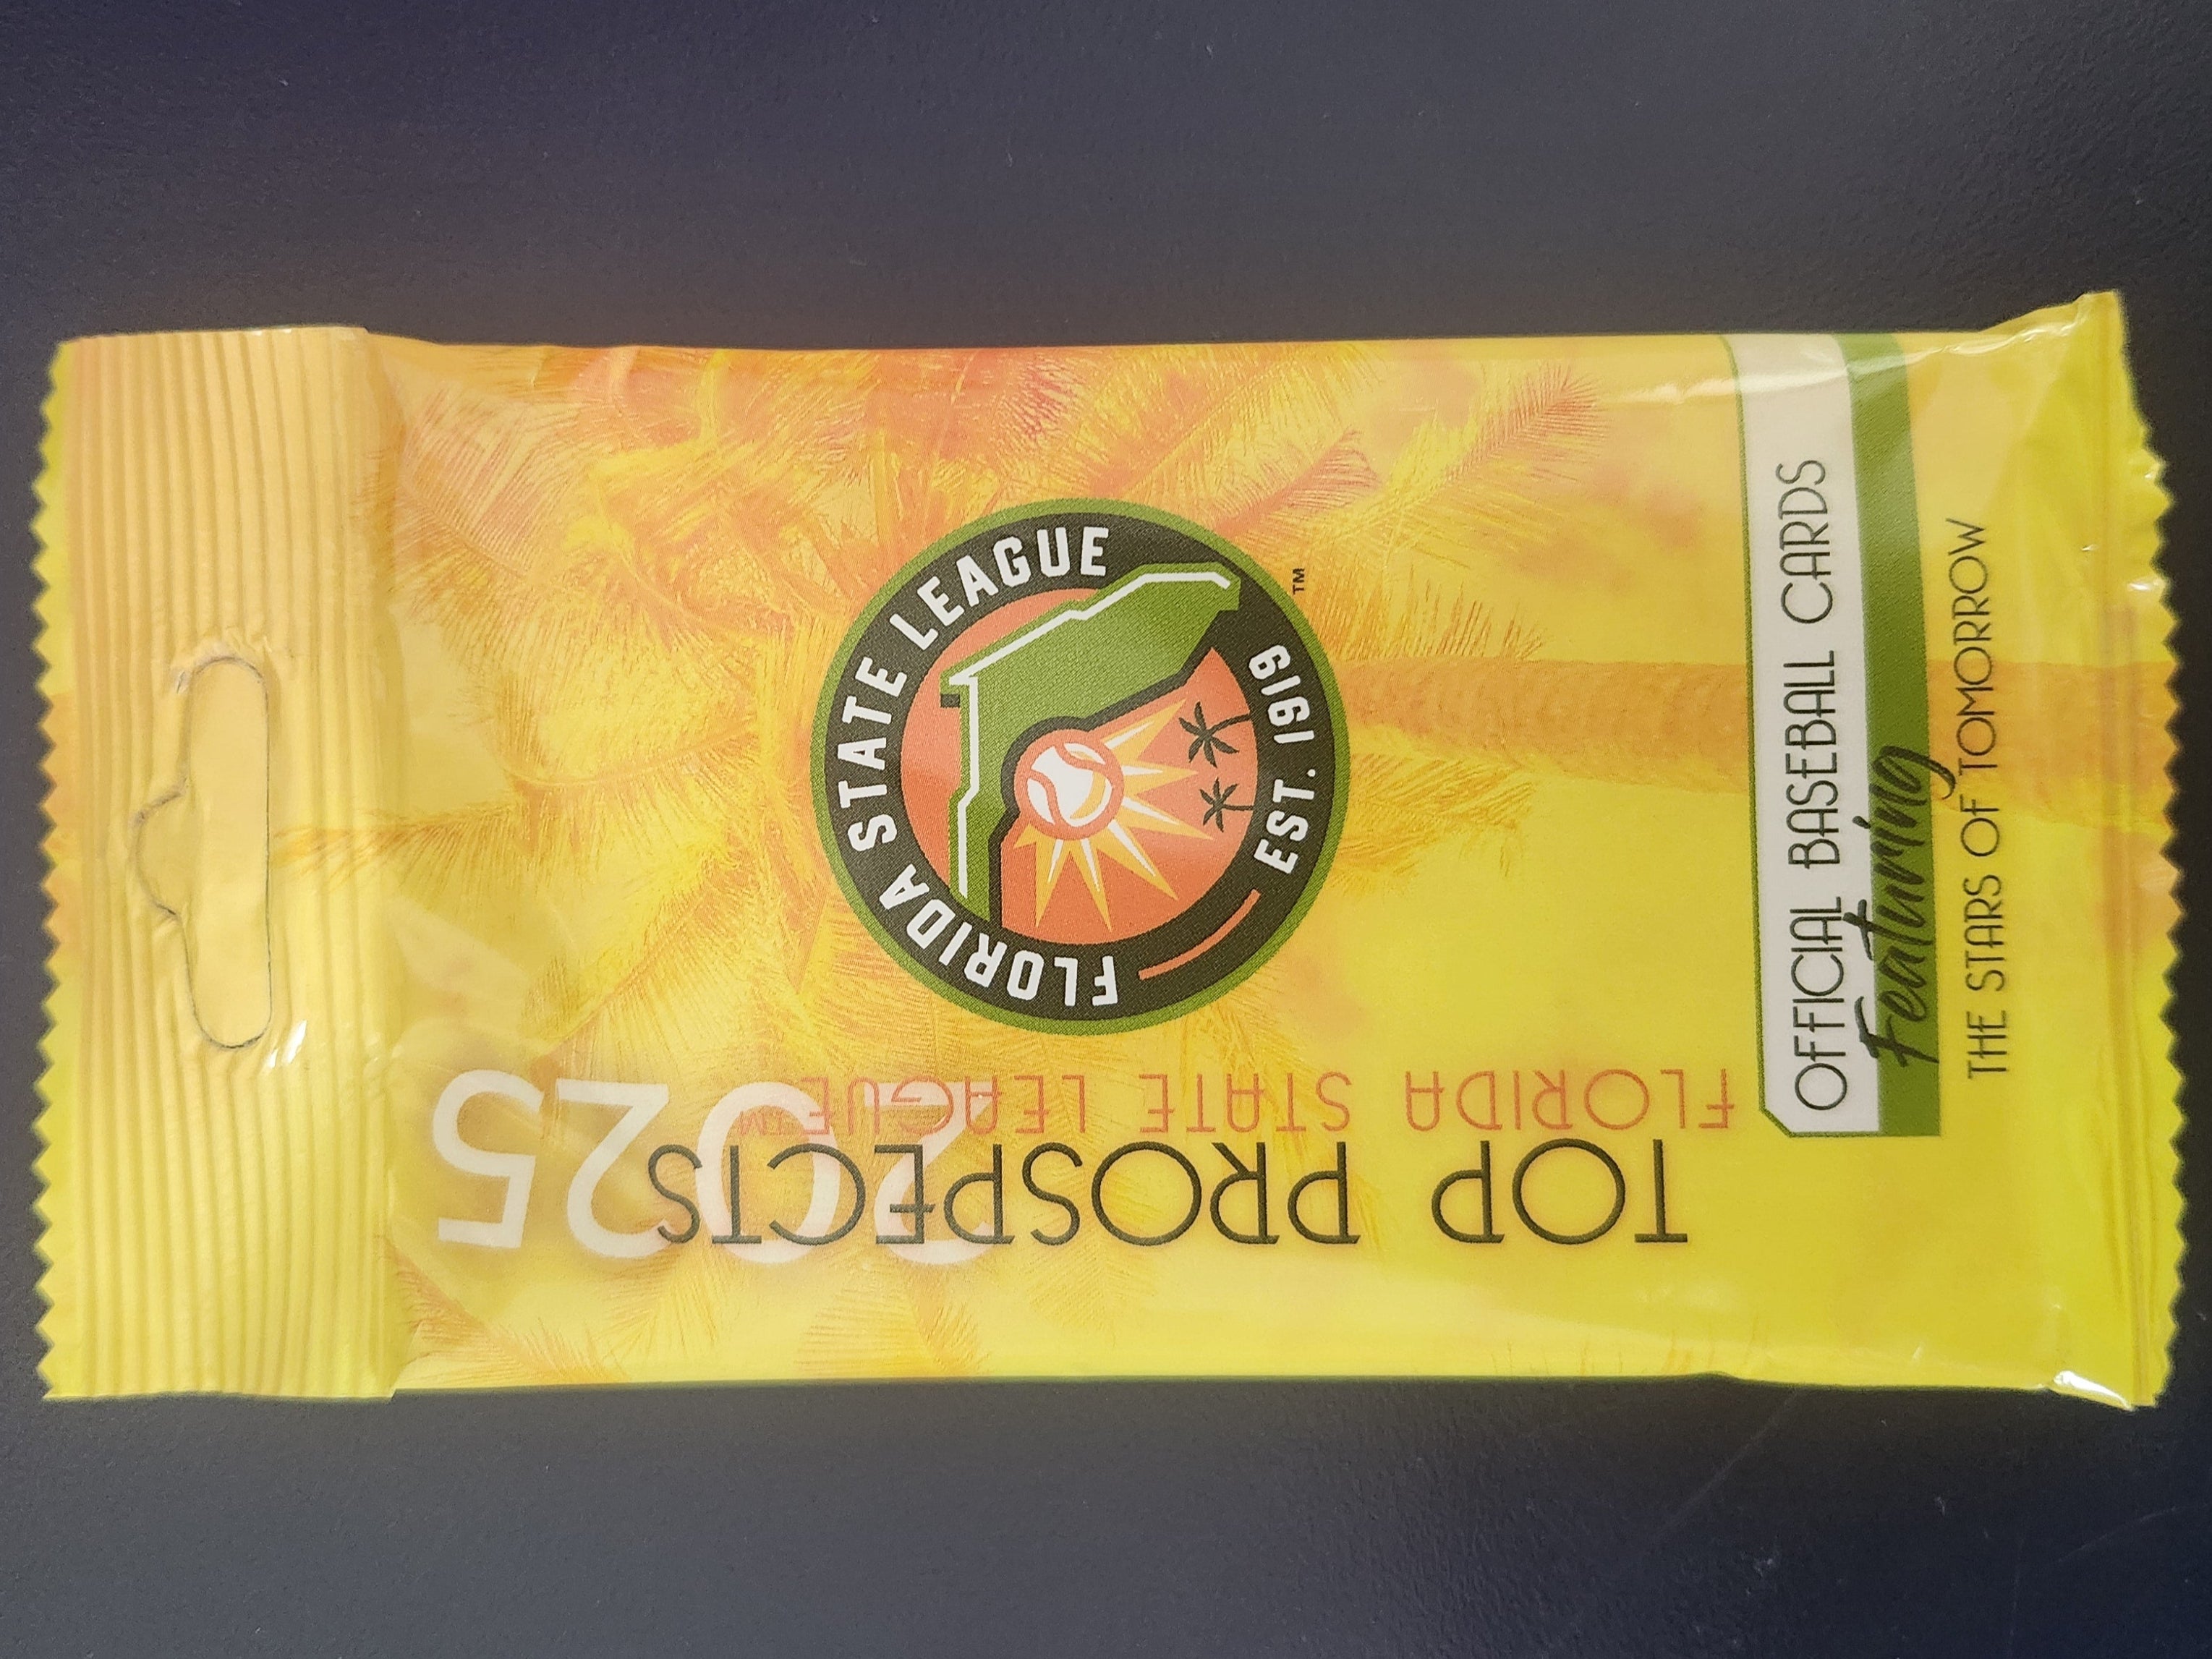 2025
TOP PROSPECTS
FLORIDA STATE LEAGUE™
FLORIDA STATE LEAGUE
EST. 1919
™
OFFICIAL BASEBALL CARDS
Featuring
THE STARS OF TOMORROW